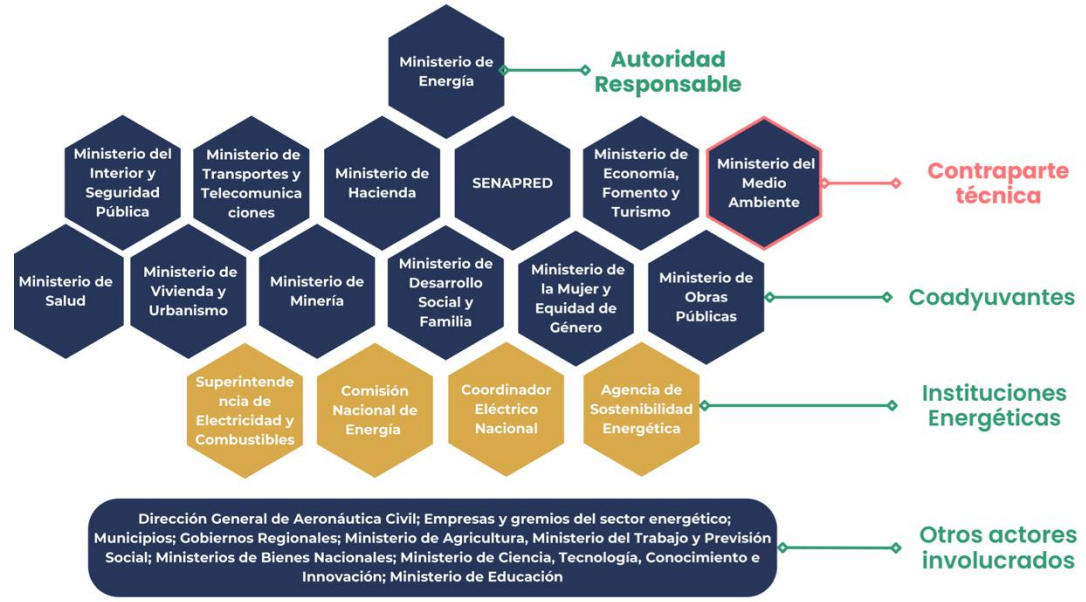 Ministerio de
Energía
Autoridad
Responsable
Ministerio del
Interior y
Seguridad
Pública
Ministerio de
Transportes y
Telecomunica
ciones
Ministerio de
Hacienda
SENAPRED
Ministerio de
Economía,
Fomento y
Turismo
Ministerio del
Medio
Ambiente
Contraparte
técnica
Ministerio de
Salud
Ministerio de
Vivienda y
Urbanismo
Ministerio de
Minería
Ministerio de
Desarrollo
Social y
Familia
Ministerio de
la Mujer y
Equidad de
Género
Ministerio de
Obras
Públicas
Coadyuvantes
Superintende
ncia de
Electricidad y
Combustibles
Comisión
Nacional de
Energía
Coordinador
Eléctrico
Nacional
Agencia de
Sostenibilidad
Energética
Instituciones
Energéticas
Dirección General de Aeronáutica Civil; Empresas y gremios del sector energético;
Municipios; Gobiernos Regionales; Ministerio de Agricultura, Ministerio del Trabajo y Previsión
Social; Ministerios de Bienes Nacionales; Ministerio de Ciencia, Tecnología, Conocimiento e
Innovación; Ministerio de Educación
Otros actores
involucrados